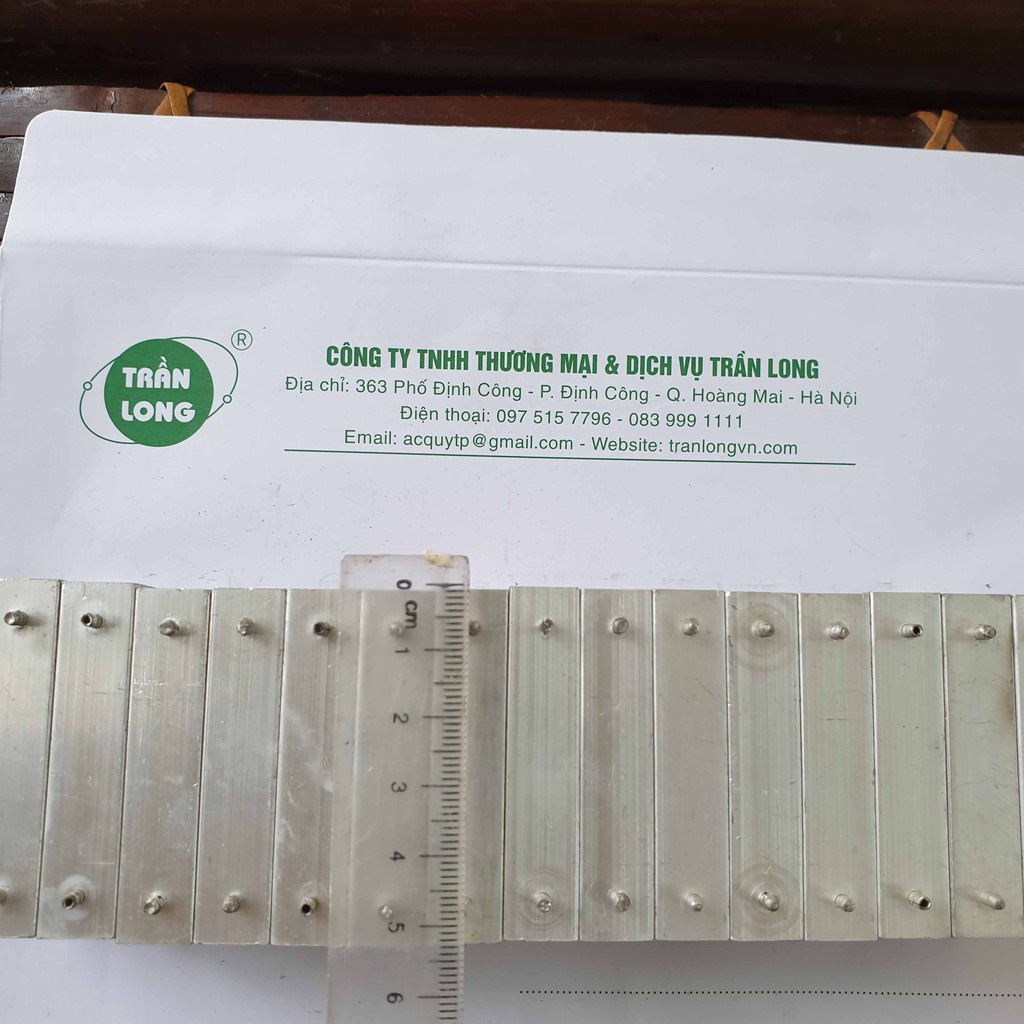 TRẦN
LONG
®
CÔNG TY TNHH THƯƠNG MẠI & DỊCH VỤ TRẦN LONG
Địa chỉ: 363 Phố Định Công - P. Định Công - Q. Hoàng Mai - Hà Nội
Điện thoại: 097 515 7796 - 083 999 1111
Email: acquytp@gmail.com - Website: tranlongvn.com
0 cm
1
2
3
4
5
6